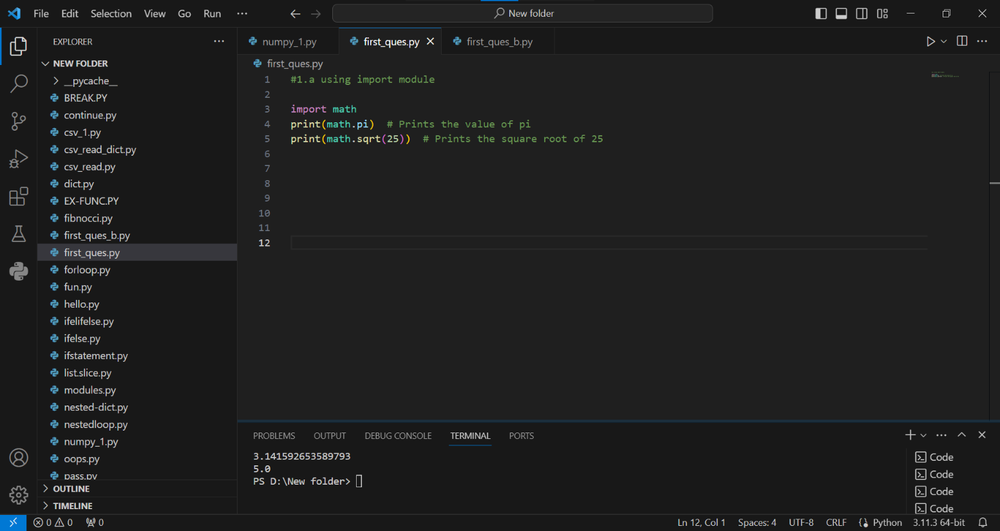 File Edit Selection View Go Run ···
New folder
EXPLORER ···
NEW FOLDER
__pycache__
BREAK.PY
continue.py
csv_1.py
csv_read_dict.py
csv_read.py
dict.py
EX-FUNC.PY
fibnocci.py
first_ques_b.py
first_ques.py
forloop.py
fun.py
hello.py
ifelifelse.py
ifelse.py
ifstatement.py
list.slice.py
modules.py
nested-dict.py
nestedloop.py
numpy_1.py
oops.py
pass.py
OUTLINE
TIMELINE
numpy_1.py first_ques.py first_ques_b.py
first_ques.py
1 #1.a using import module
2
3 import math
4 print(math.pi)  # Prints the value of pi
5 print(math.sqrt(25))  # Prints the square root of 25
6
7
8
9
10
11
12
PROBLEMS OUTPUT DEBUG CONSOLE TERMINAL PORTS
3.141592653589793
5.0
PS D:\New folder>
Code
Code
Code
Code
0 0 0 Ln 12, Col 1 Spaces: 4 UTF-8 CRLF Python 3.11.3 64-bit